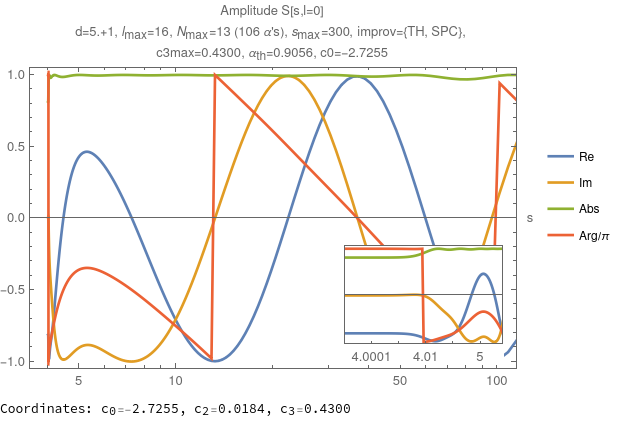 Amplitude S[s,l=0]
d=5.+1, lmax=16, Nmax=13 (106 α's), smax=300, improv={TH, SPC},
c3max=0.4300, αth=0.9056, c0=-2.7255
1.0
0.5
0.0
-0.5
-1.0
5
10
50
100
s
Re
Im
Abs
Arg/π
4.0001
4.01
5
Coordinates: c0=-2.7255, c2=0.0184, c3=0.4300